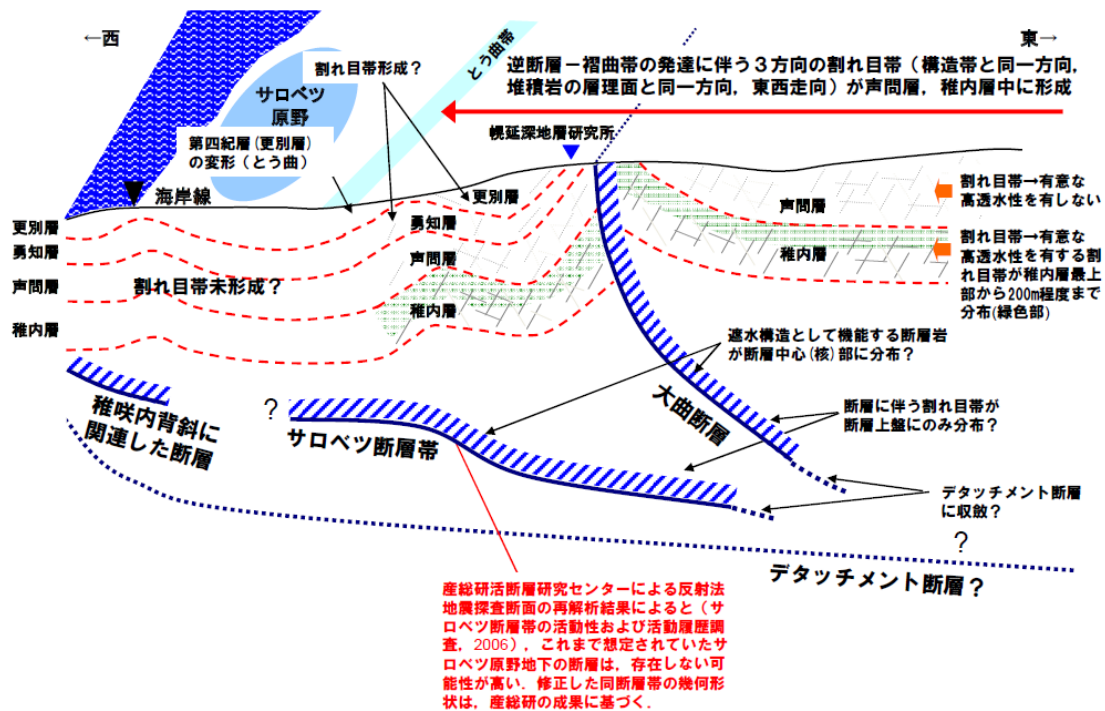 ←西
東→
とう曲帯
逆断層－褶曲帯の発達に伴う３方向の割れ目帯（構造帯と同一方向，
堆積岩の層理面と同一方向，東西走向）が声問層，稚内層中に形成
割れ目帯形成？
サロベツ
原野
幌延深地層研究所
第四紀層(更別層)
の変形（とう曲）
海岸線
更別層
勇知層
声問層
稚内層
更別層
勇知層
声問層
稚内層
割れ目帯未形成？
声問層
稚内層
割れ目帯→有意な
高透水性を有しない
割れ目帯→有意な
高透水性を有する割
れ目帯が稚内層最上
部から200m程度まで
分布(緑色部)
遮水構造として機能する断層岩
が断層中心(核)部に分布？
大曲断層
断層に伴う割れ目帯が
断層上盤にのみ分布？
稚咲内背斜に
関連した断層
?
サロベツ断層帯
デタッチメント断層
に収斂？
?
デタッチメント断層？
産総研活断層研究センターによる反射法
地震探査断面の再解析結果によると（サ
ロベツ断層帯の活動性および活動履歴調
査，2006），これまで想定されていたサ
ロベツ原野地下の断層は，存在しない可
能性が高い．修正した同断層帯の幾何形
状は，産総研の成果に基づく．